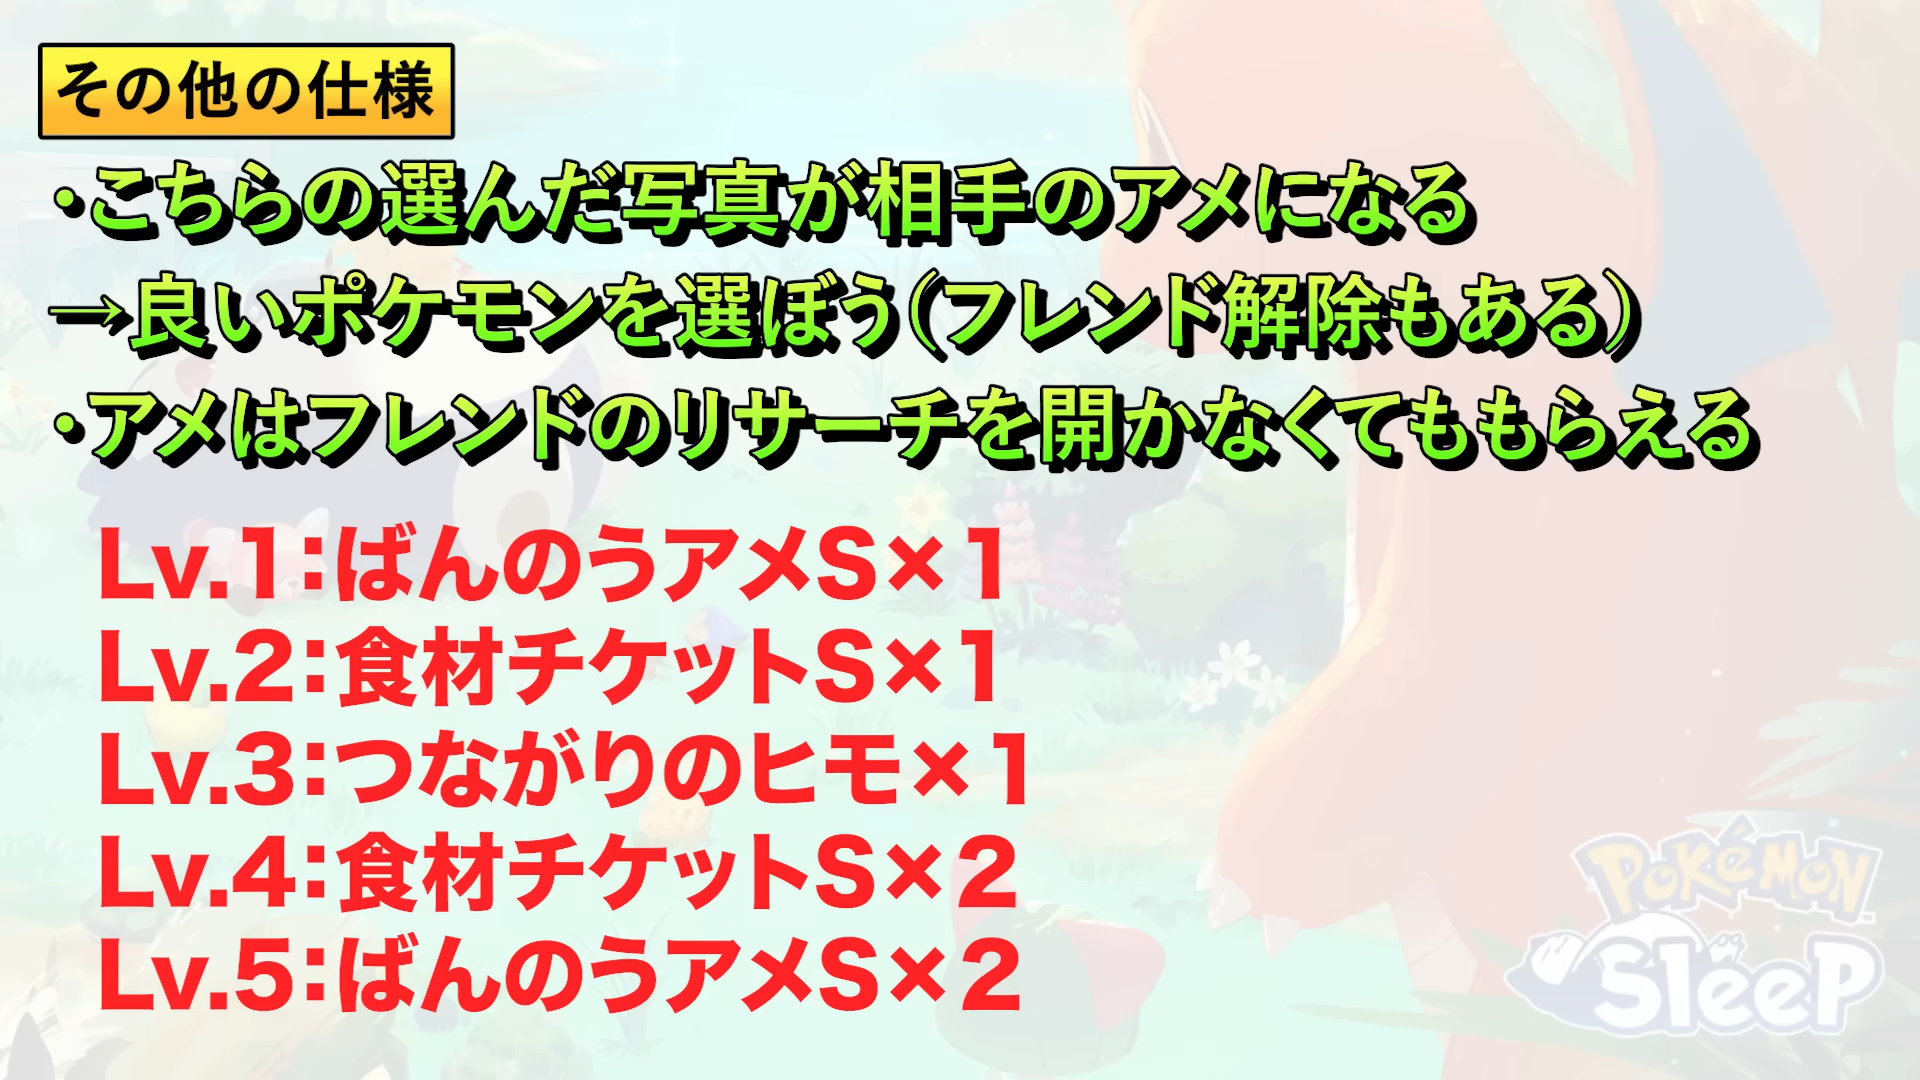 その他の仕様
・こちらの選んだ写真が相手のアメになる
→良いポケモンを選ぼう(フレンド解除もある)
・アメはフレンドのリサーチを開かなくてももらえる
Lv.1:ばんのうアメS×1
Lv.2:食材チケットS×1
Lv.3:つながりのヒモ×1
Lv.4:食材チケットS×2
Lv.5:ばんのうアメS×2
POKéMON
Sleep